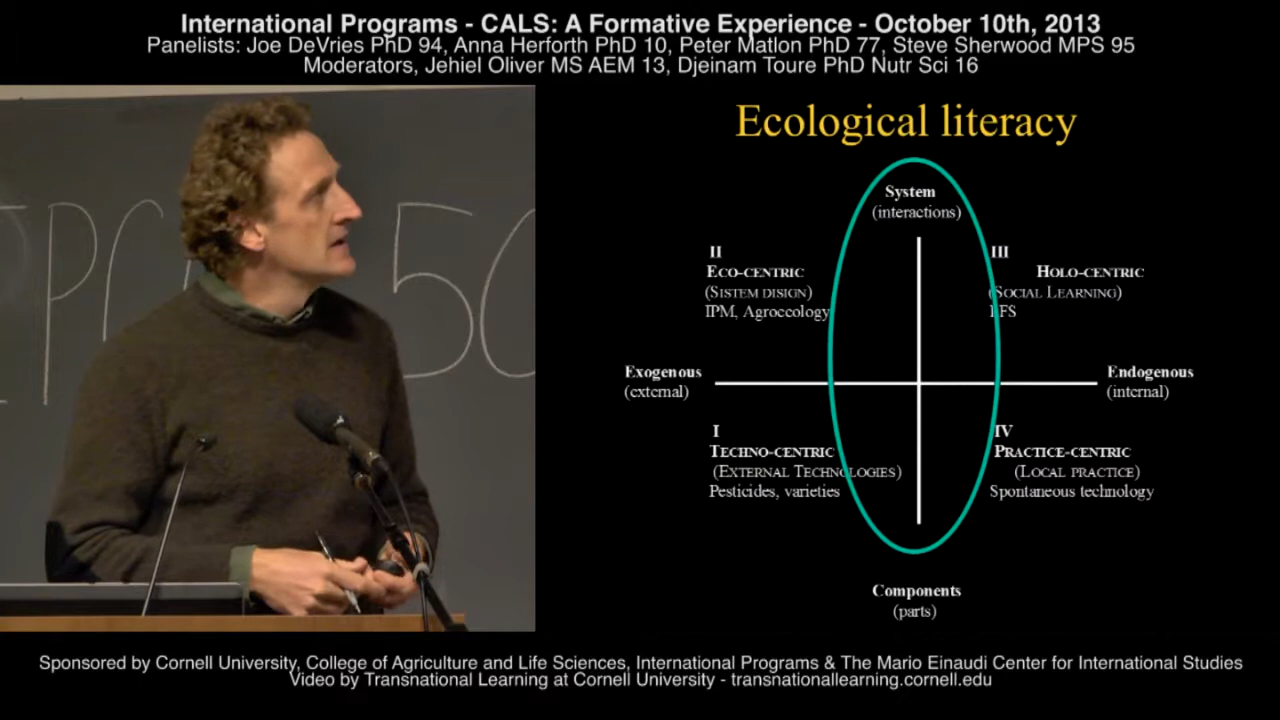 International Programs - CALS: A Formative Experience - October 10th, 2013
Panelists: Joe DeVries PhD 94, Anna Herforth PhD 10, Peter Matlon PhD 77, Steve Sherwood MPS 95
Moderators, Jehiel Oliver MS AEM 13, Djeinam Toure PhD Nutr Sci 16
IPC
50
Ecological literacy
System
(interactions)
II
ECO-CENTRIC
(SISTEM DISIGN)
IPM, Agroecology
III
HOLO-CENTRIC
(SOCIAL LEARNING)
FFS
Exogenous
(external)
Endogenous
(internal)
I
TECHNO-CENTRIC
(EXTERNAL TECHNOLOGIES)
Pesticides, varieties
IV
PRACTICE-CENTRIC
(LOCAL PRACTICE)
Spontaneous technology
Components
(parts)
Sponsored by Cornell University, College of Agriculture and Life Sciences, International Programs & The Mario Einaudi Center for International Studies
Video by Transnational Learning at Cornell University - transnationallearning.cornell.edu